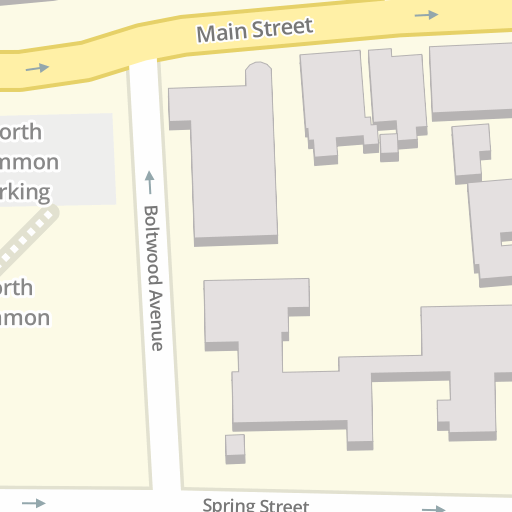 Main Street
orth
mmon
rking
Boltwood Avenue
orth
mmon
Spring Street